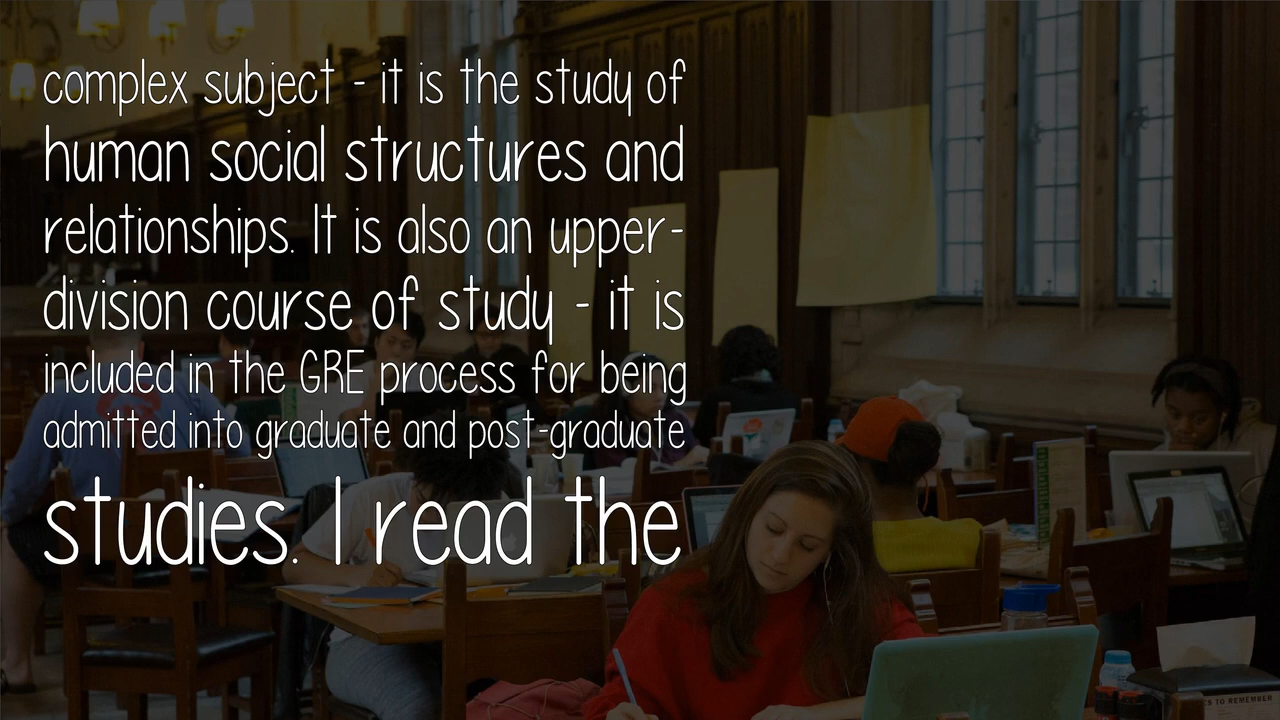 complex subject - it is the study of
human social structures and
relationships. It is also an upper-
division course of study - it is
included in the GRE process for being
admitted into graduate and post-graduate
studies. I read the
S TO REMEMBER